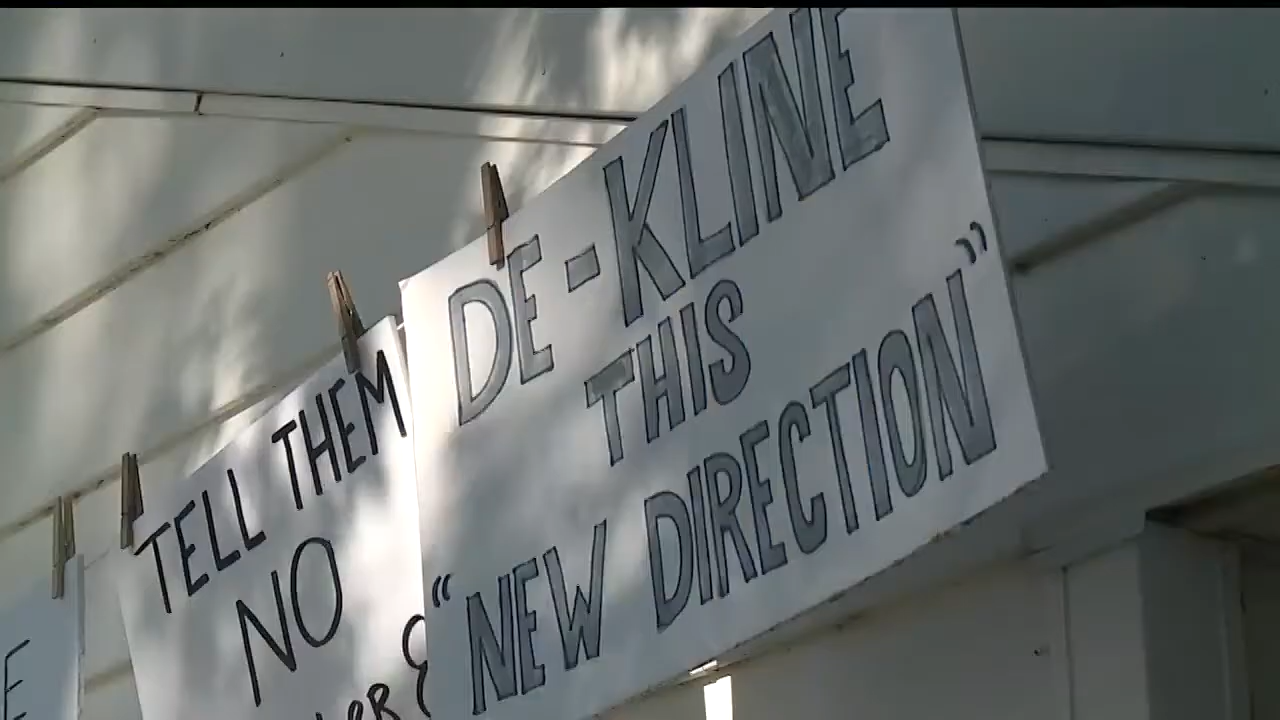 DE-KLINE
THIS
"NEW DIRECTION"
TELL THEM
NO